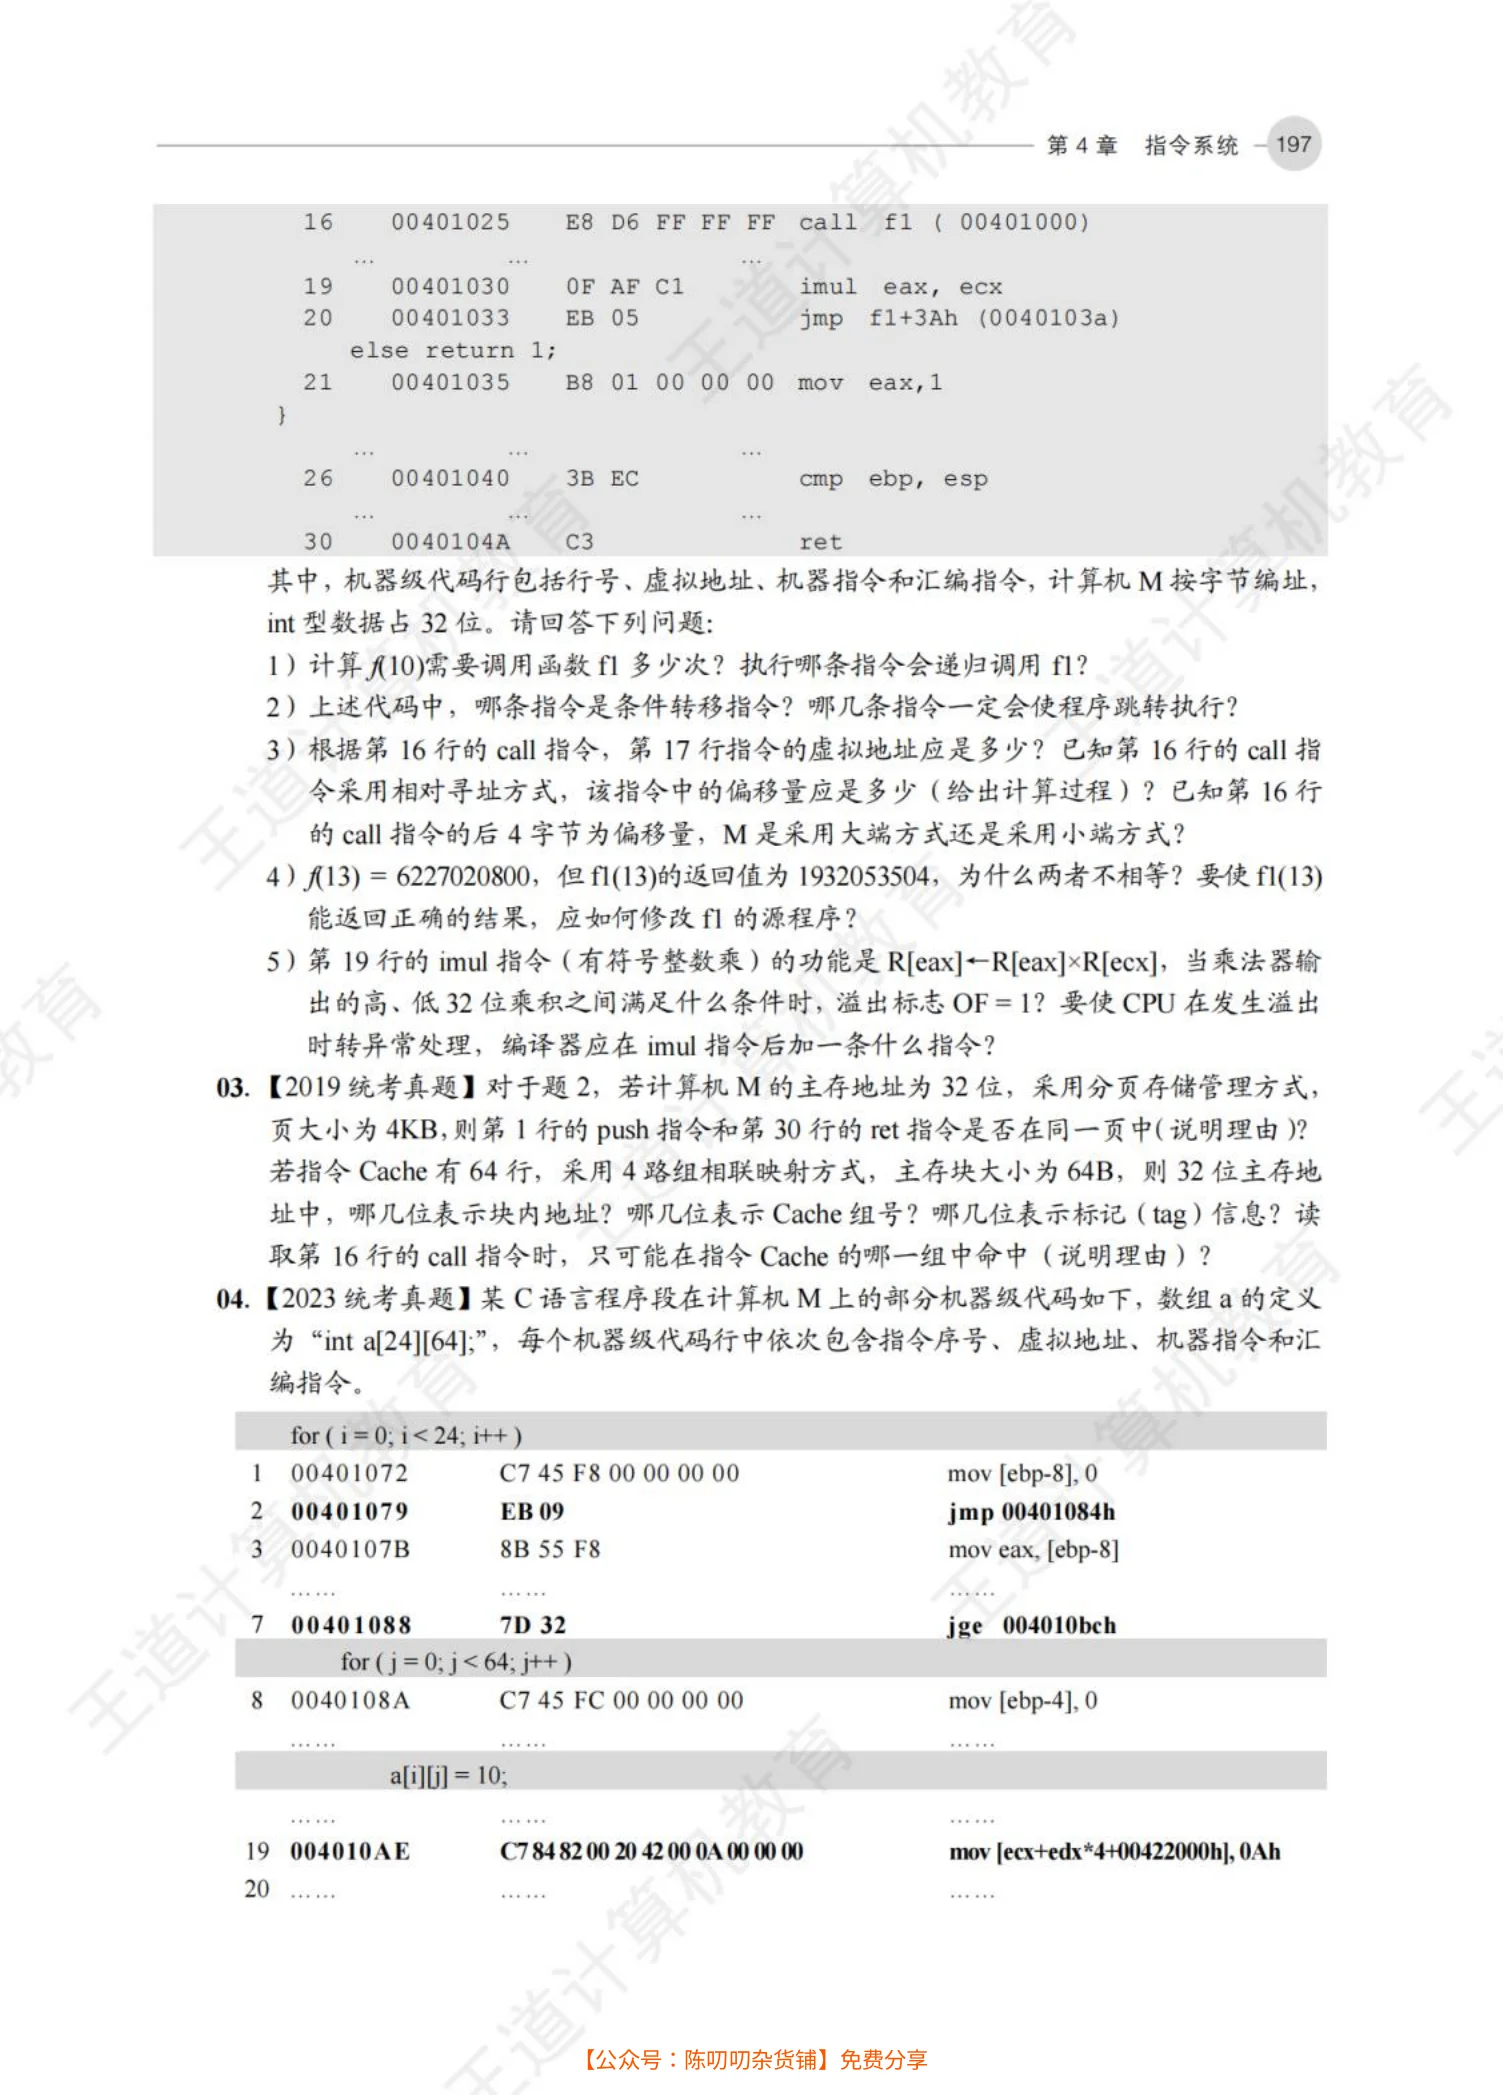 第 4 章 指令系统 197
16 00401025 E8 D6 FF FF FF call f1 ( 00401000)
... ... ...
19 00401030 0F AF C1 imul eax, ecx
20 00401033 EB 05 jmp f1+3Ah (0040103a)
else return 1;
21 00401035 B8 01 00 00 00 mov eax,1
}
... ... ...
26 00401040 3B EC cmp ebp, esp
... ... ...
30 0040104A C3 ret
其中，机器级代码行包括行号、虚拟地址、机器指令和汇编指令，计算机 M 按字节编址，
int 型数据占 32 位。请回答下列问题：
1）计算 f(10)需要调用函数 f1 多少次？执行哪条指令会递归调用 f1？
2）上述代码中，哪条指令是条件转移指令？哪几条指令一定会使程序跳转执行？
3）根据第 16 行的 call 指令，第 17 行指令的虚拟地址应是多少？已知第 16 行的 call 指
令采用相对寻址方式，该指令中的偏移量应是多少（给出计算过程）？已知第 16 行
的 call 指令的后 4 字节为偏移量，M 是采用大端方式还是采用小端方式？
4）f(13) = 6227020800，但 f1(13)的返回值为 1932053504，为什么两者不相等？要使 f1(13)
能返回正确的结果，应如何修改 f1 的源程序？
5）第 19 行的 imul 指令（有符号整数乘）的功能是 R[eax]←R[eax]×R[ecx]，当乘法器输
出的高、低 32 位乘积之间满足什么条件时，溢出标志 OF = 1？要使 CPU 在发生溢出
时转异常处理，编译器应在 imul 指令后加一条什么指令？
03.【2019 统考真题】对于题 2，若计算机 M 的主存地址为 32 位，采用分页存储管理方式，
页大小为 4KB，则第 1 行的 push 指令和第 30 行的 ret 指令是否在同一页中（说明理由）？
若指令 Cache 有 64 行，采用 4 路组相联映射方式，主存块大小为 64B，则 32 位主存地
址中，哪几位表示块内地址？哪几位表示 Cache 组号？哪几位表示标记（tag）信息？读
取第 16 行的 call 指令时，只可能在指令 Cache 的哪一组中命中（说明理由）？
04.【2023 统考真题】某 C 语言程序段在计算机 M 上的部分机器级代码如下，数组 a 的定义
为“int a[24][64];”，每个机器级代码行中依次包含指令序号、虚拟地址、机器指令和汇
编指令。
for ( i = 0; i < 24; i++ )
1 00401072 C7 45 F8 00 00 00 00 mov [ebp-8], 0
2 00401079 EB 09 jmp 00401084h
3 0040107B 8B 55 F8 mov eax, [ebp-8]
…… …… ……
7 00401088 7D 32 jge 004010bch
for ( j = 0; j < 64; j++ )
8 0040108A C7 45 FC 00 00 00 00 mov [ebp-4], 0
…… …… ……
a[i][j] = 10;
…… …… ……
19 004010AE C7 84 82 00 20 42 00 0A 00 00 00 mov [ecx+edx*4+00422000h], 0Ah
20 …… …… ……
【公众号：陈叨叨杂货铺】免费分享